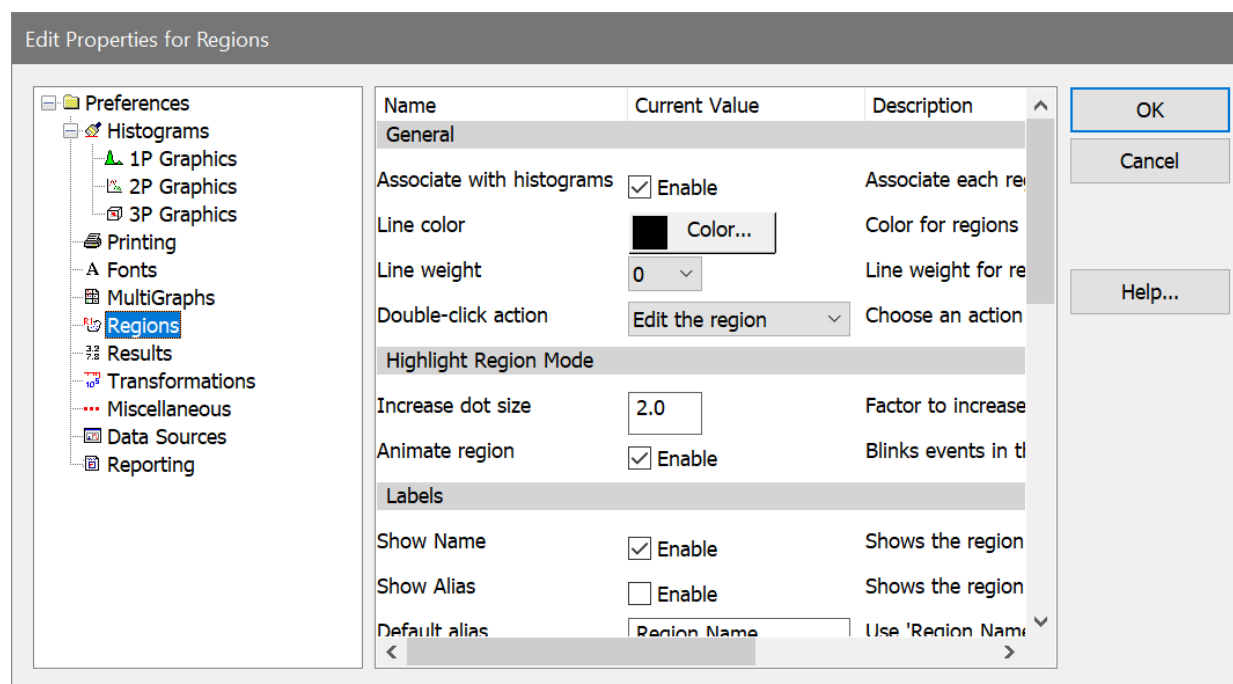 Edit Properties for Regions
Preferences
Histograms
1P Graphics
2P Graphics
3P Graphics
Printing
A Fonts
MultiGraphs
Regions
Results
Transformations
Miscellaneous
Data Sources
Reporting
Name Current Value Description
General
Associate with histograms Enable Associate each re
Line color Color... Color for regions
Line weight 0 Line weight for re
Double-click action Edit the region Choose an action
Highlight Region Mode
Increase dot size 2.0 Factor to increase
Animate region Enable Blinks events in t
Labels
Show Name Enable Shows the region
Show Alias Enable Shows the region
Default alias Region Name Use 'Region Name
OK
Cancel
Help...